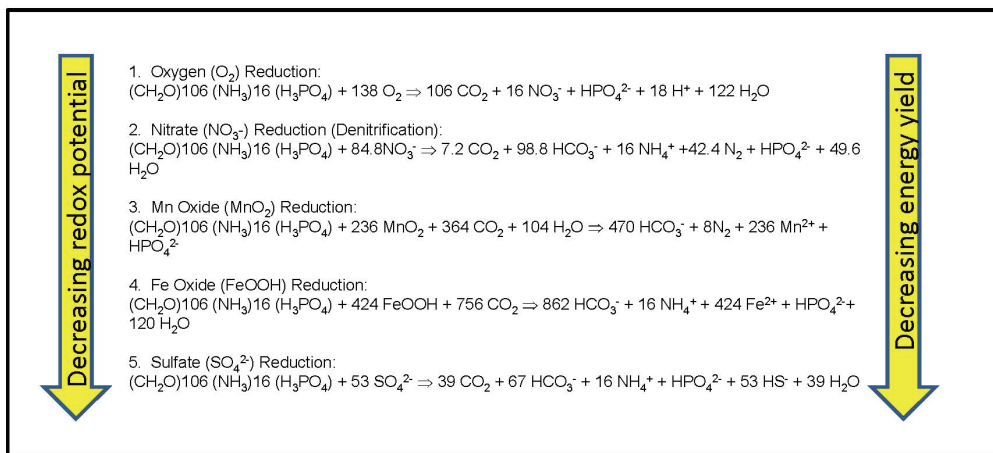 Decreasing redox potential
1. Oxygen (O₂) Reduction:
(CH₂O)106 (NH₃)16 (H₃PO₄) + 138 O₂ ⇒ 106 CO₂ + 16 NO₃⁻ + HPO₄²⁻ + 18 H⁺ + 122 H₂O
2. Nitrate (NO₃-) Reduction (Denitrification):
(CH₂O)106 (NH₃)16 (H₃PO₄) + 84.8NO₃⁻ ⇒ 7.2 CO₂ + 98.8 HCO₃⁻ + 16 NH₄⁺ +42.4 N₂ + HPO₄²⁻ + 49.6
H₂O
3. Mn Oxide (MnO₂) Reduction:
(CH₂O)106 (NH₃)16 (H₃PO₄) + 236 MnO₂ + 364 CO₂ + 104 H₂O ⇒ 470 HCO₃⁻ + 8N₂ + 236 Mn²⁺ +
HPO₄²⁻
4. Fe Oxide (FeOOH) Reduction:
(CH₂O)106 (NH₃)16 (H₃PO₄) + 424 FeOOH + 756 CO₂ ⇒ 862 HCO₃⁻ + 16 NH₄⁺ + 424 Fe²⁺ + HPO₄²⁻+
120 H₂O
5. Sulfate (SO₄²⁻) Reduction:
(CH₂O)106 (NH₃)16 (H₃PO₄) + 53 SO₄²⁻ ⇒ 39 CO₂ + 67 HCO₃⁻ + 16 NH₄⁺ + HPO₄²⁻ + 53 HS⁻ + 39 H₂O
Decreasing energy yield